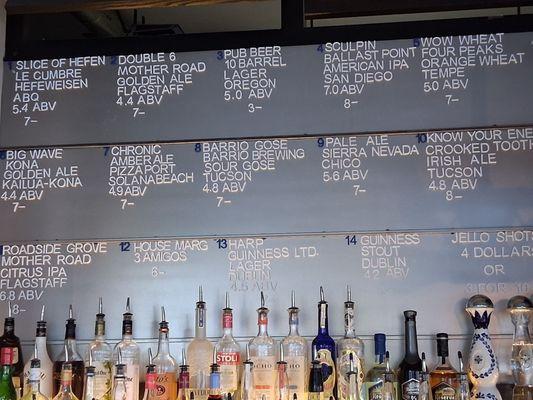 1 SLICE OF HEFEN
LE CUMBRE
HEFEWEISEN
ABQ
5.4 ABV
7-
2 DOUBLE 6
MOTHER ROAD
GOLDEN ALE
FLAGSTAFF
4.4 ABV
7-
3 PUB BEER
10 BARREL
LAGER
OREGON
5.0 ABV
3-
4 SCULPIN
BALLAST POINT
AMERICAN IPA
SAN DIEGO
7.0 ABV
8-
5 WOW WHEAT
FOUR PEAKS
ORANGE WHEAT
TEMPE
5.0 ABV
7-
6 BIG WAVE
KONA
GOLDEN ALE
KAILUA-KONA
4.4 ABV
7-
7 CHRONIC
AMBER ALE
PIZZA PORT
SOLANA BEACH
4.9 ABV
7-
8 BARRIO GOSE
BARRIO BREWING
SOUR GOSE
TUCSON
4.8 ABV
7-
9 PALE ALE
SIERRA NEVADA
CHICO
5.6 ABV
7-
10 KNOW YOUR ENE
CROOKED TOOTH
IRISH ALE
TUCSON
4.8 ABV
8-
ROADSIDE GROVE
MOTHER ROAD
CITRUS IPA
FLAGSTAFF
6.8 ABV
8-
12 HOUSE MARG
3 AMIGOS
6-
13 HARP
GUINNESS LTD.
LAGER
DUBLIN
4.5 ABV
14 GUINNESS
STOUT
DUBLIN
4.2 ABV
JELLO SHOTS
4 DOLLARS
OR
3 FOR 10
STOLI